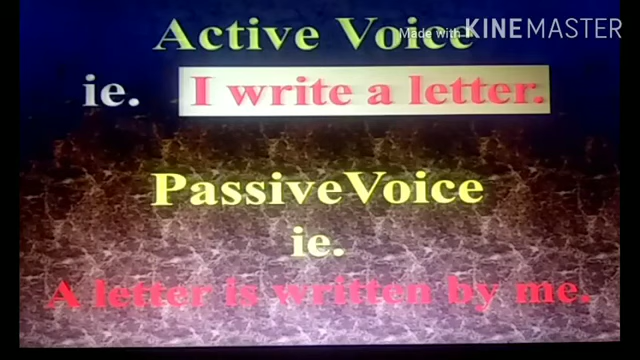 Active Voice
Made with KINEMASTER
ie. I write a letter.
PassiveVoice
ie.
A letter is written by me.